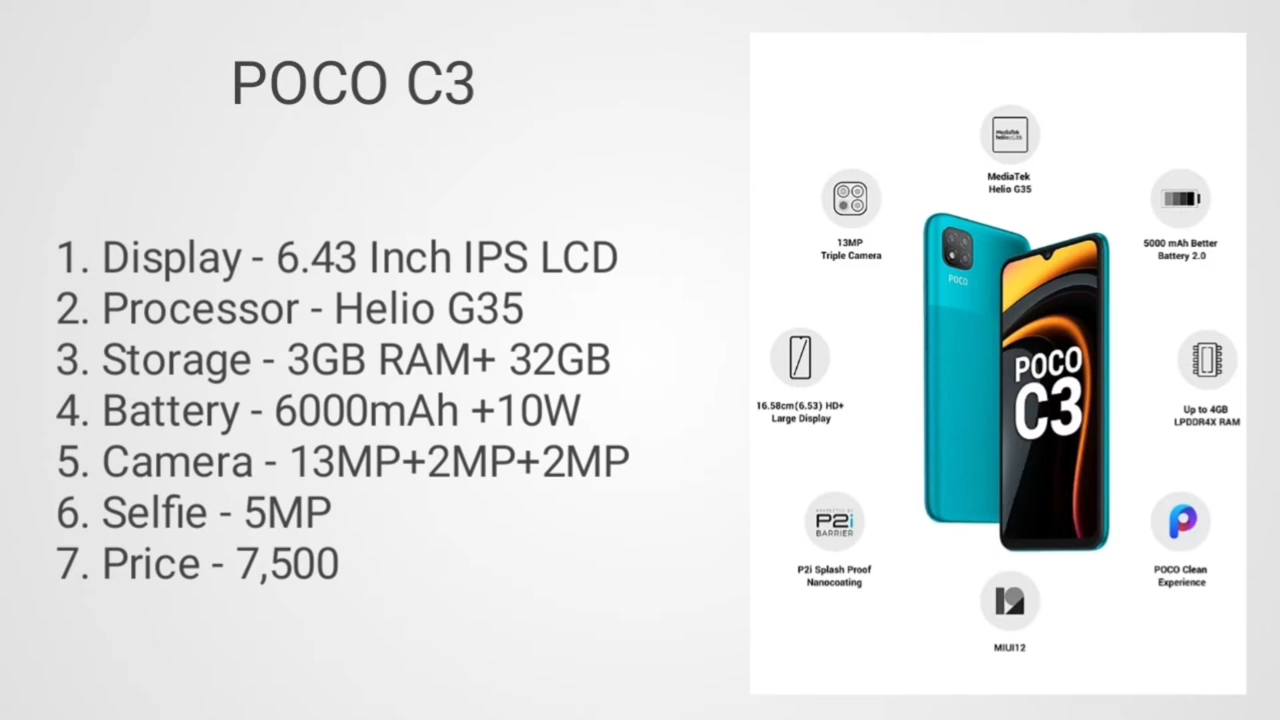 POCO C3
1. Display - 6.43 Inch IPS LCD
2. Processor - Helio G35
3. Storage - 3GB RAM+ 32GB
4. Battery - 6000mAh +10W
5. Camera - 13MP+2MP+2MP
6. Selfie - 5MP
7. Price - 7,500
MediaTek
Helio G35
13MP
Triple Camera
5000 mAh Better
Battery 2.0
POCO
POCO
C3
16.58cm(6.53) HD+
Large Display
Up to 4GB
LPDDR4X RAM
P2i
BARRIER
P2i Splash Proof
Nanocoating
POCO Clean
Experience
MIUI12